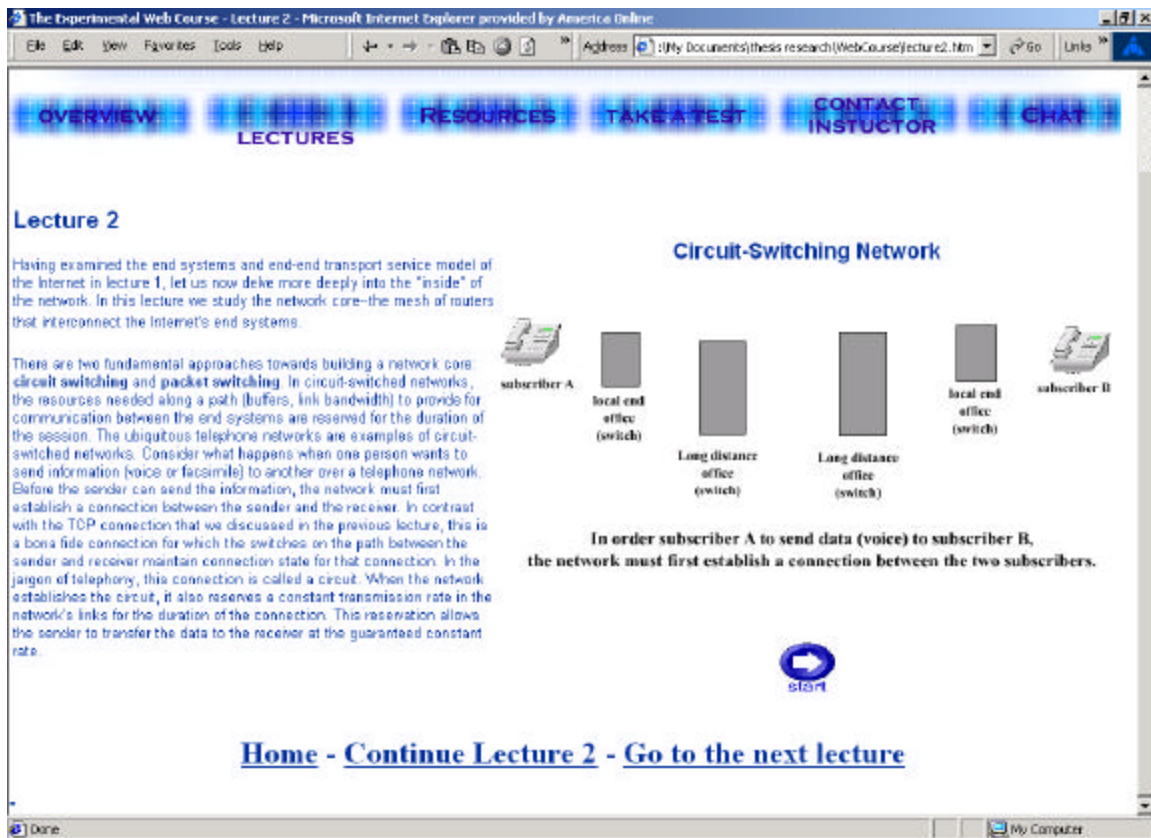 The Experimental Web Course - Lecture 2 - Microsoft Internet Explorer provided by America Online
File Edit View Favorites Tools Help
Address :\My Documents\thesis research\WebCourse\lecture2.htm Go Links
OVERVIEW
LECTURES
RESOURCES
TAKE A TEST
CONTACT
INSTUCTOR
CHAT
Lecture 2
Having examined the end systems and end-end transport service model of
the Internet in lecture 1, let us now delve more deeply into the "inside" of
the network. In this lecture we study the network core--the mesh of routers
that interconnect the Internet's end systems.
There are two fundamental approaches towards building a network core:
circuit switching and packet switching. In circuit-switched networks,
the resources needed along a path (buffers, link bandwidth) to provide for
communication between the end systems are reserved for the duration of
the session. The ubiquitous telephone networks are examples of circuit-
switched networks. Consider what happens when one person wants to
send information (voice or facsimile) to another over a telephone network.
Before the sender can send the information, the network must first
establish a connection between the sender and the receiver. In contrast
with the TCP connection that we discussed in the previous lecture, this is
a bona fide connection for which the switches on the path between the
sender and receiver maintain connection state for that connection. In the
jargon of telephony, this connection is called a circuit. When the network
establishes the circuit, it also reserves a constant transmission rate in the
network's links for the duration of the connection. This reservation allows
the sender to transfer the data to the receiver at the guaranteed constant
rate.
Circuit-Switching Network
subscriber A
local end
office
(switch)
Long distance
office
(switch)
Long distance
office
(switch)
local end
office
(switch)
subscriber B
In order subscriber A to send data (voice) to subscriber B,
the network must first establish a connection between the two subscribers.
start
Home - Continue Lecture 2 - Go to the next lecture
Done
My Computer